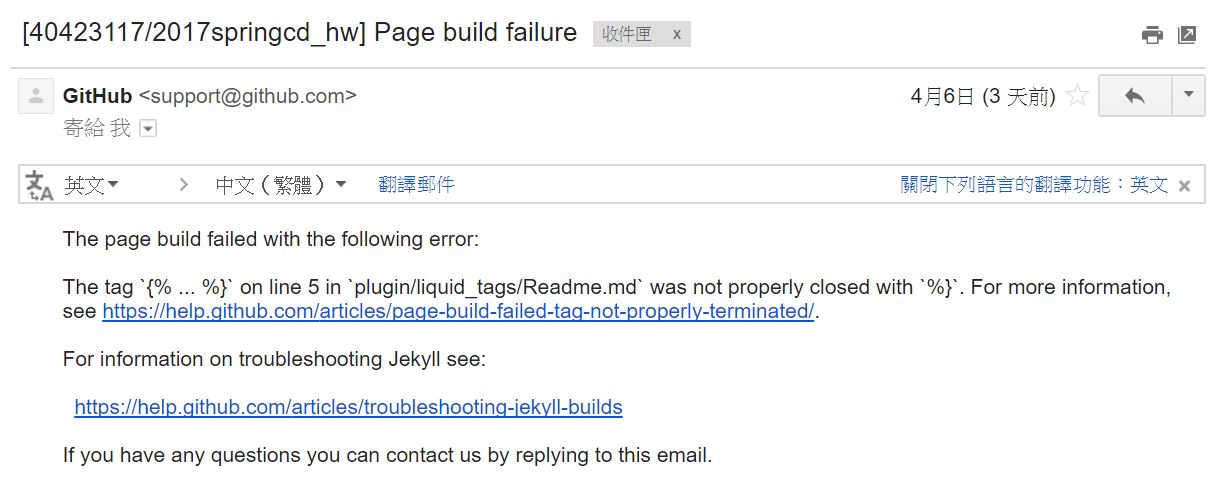 [40423117/2017springcd_hw] Page build failure 收件匣 x
GitHub <support@github.com> 4月6日 (3 天前)
寄給 我
英文 > 中文（繁體） 翻譯郵件 關閉下列語言的翻譯功能：英文 ×
The page build failed with the following error:
The tag `{% ... %}` on line 5 in `plugin/liquid_tags/Readme.md` was not properly closed with `%}`. For more information,
see https://help.github.com/articles/page-build-failed-tag-not-properly-terminated/.
For information on troubleshooting Jekyll see:
https://help.github.com/articles/troubleshooting-jekyll-builds
If you have any questions you can contact us by replying to this email.